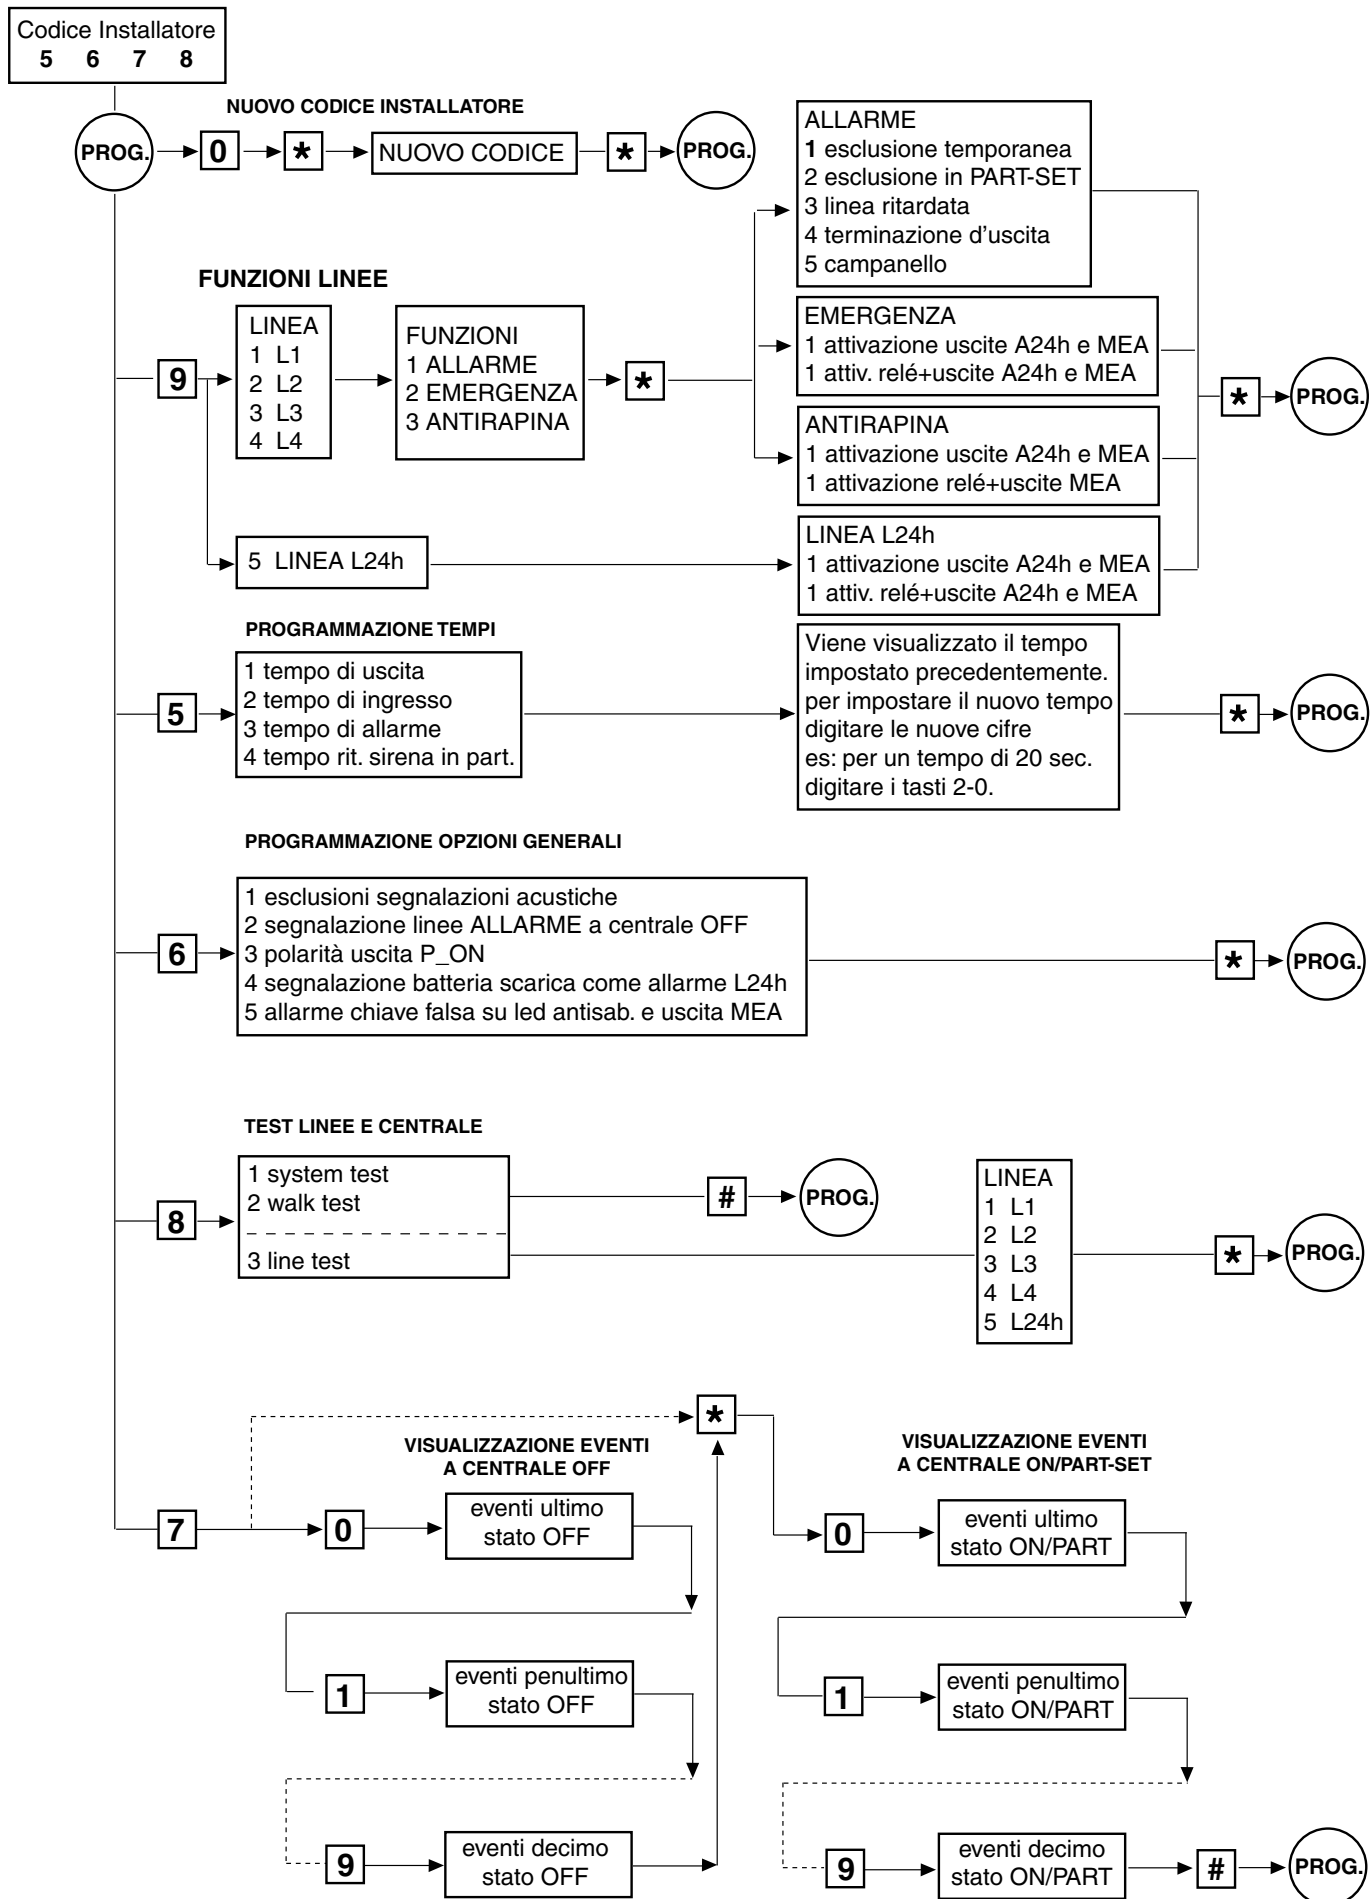 Codice Installatore
5 6 7 8
NUOVO CODICE INSTALLATORE
PROG.
0
*
NUOVO CODICE
*
PROG.
FUNZIONI LINEE
9
LINEA
1 L1
2 L2
3 L3
4 L4
FUNZIONI
1 ALLARME
2 EMERGENZA
3 ANTIRAPINA
*
ALLARME
1 esclusione temporanea
2 esclusione in PART-SET
3 linea ritardata
4 terminazione d'uscita
5 campanello
EMERGENZA
1 attivazione uscite A24h e MEA
1 attiv. relé+uscite A24h e MEA
ANTIRAPINA
1 attivazione uscite A24h e MEA
1 attivazione relé+uscite MEA
*
PROG.
5 LINEA L24h
LINEA L24h
1 attivazione uscite A24h e MEA
1 attiv. relé+uscite A24h e MEA
PROGRAMMAZIONE TEMPI
5
1 tempo di uscita
2 tempo di ingresso
3 tempo di allarme
4 tempo rit. sirena in part.
Viene visualizzato il tempo
impostato precedentemente.
per impostare il nuovo tempo
digitare le nuove cifre
es: per un tempo di 20 sec.
digitare i tasti 2-0.
*
PROG.
PROGRAMMAZIONE OPZIONI GENERALI
6
1 esclusioni segnalazioni acustiche
2 segnalazione linee ALLARME a centrale OFF
3 polarità uscita P_ON
4 segnalazione batteria scarica come allarme L24h
5 allarme chiave falsa su led antisab. e uscita MEA
*
PROG.
TEST LINEE E CENTRALE
8
1 system test
2 walk test
3 line test
#
PROG.
LINEA
1 L1
2 L2
3 L3
4 L4
5 L24h
*
PROG.
*
VISUALIZZAZIONE EVENTI
A CENTRALE OFF
VISUALIZZAZIONE EVENTI
A CENTRALE ON/PART-SET
7
0
eventi ultimo
stato OFF
0
eventi ultimo
stato ON/PART
1
eventi penultimo
stato OFF
1
eventi penultimo
stato ON/PART
9
eventi decimo
stato OFF
9
eventi decimo
stato ON/PART
#
PROG.